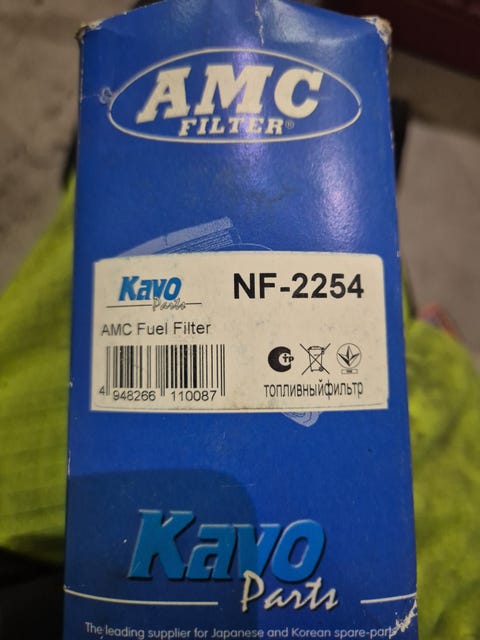 AMC
FILTER®
Kavo
Parts
NF-2254
AMC Fuel Filter
CTP
4 948266 110087
топливныйфильтр
Kavo
Parts
The leading supplier for Japanese and Korean spare-parts